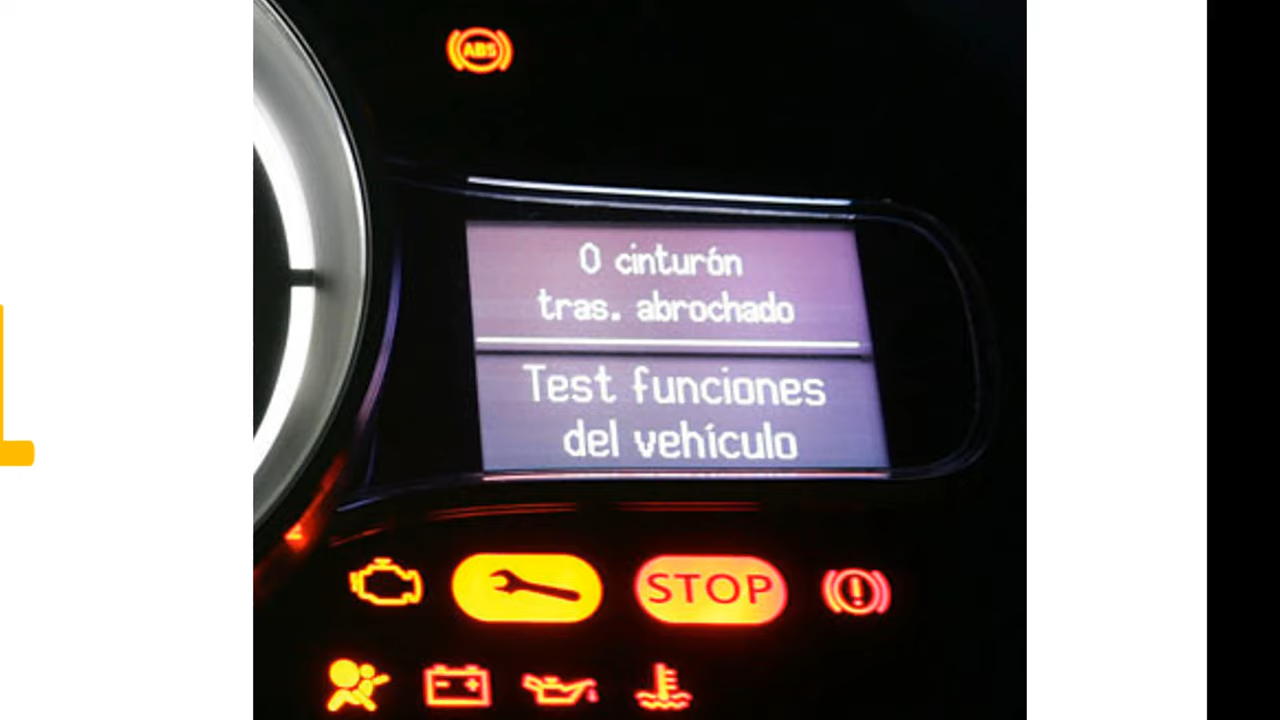 ABS
0 cinturón
tras. abrochado
Test funciones
del vehículo
STOP